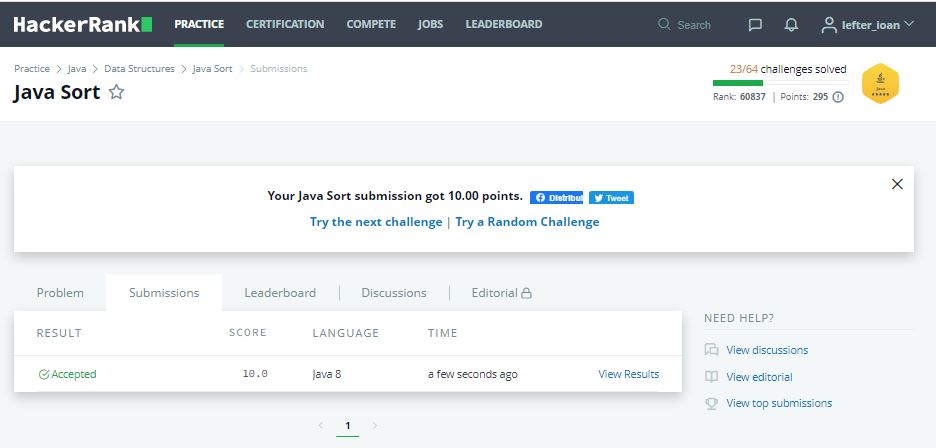 HackerRank PRACTICE CERTIFICATION COMPETE JOBS LEADERBOARD Search lefter_ioan
Practice > Java > Data Structures > Java Sort > Submissions
Java Sort
23/64 challenges solved
Rank: 60837 | Points: 295
Java
Your Java Sort submission got 10.00 points. Distribui Tweet
Try the next challenge | Try a Random Challenge
Problem Submissions Leaderboard Discussions Editorial
RESULT SCORE LANGUAGE TIME
Accepted 10.0 Java 8 a few seconds ago View Results
1
NEED HELP?
View discussions
View editorial
View top submissions